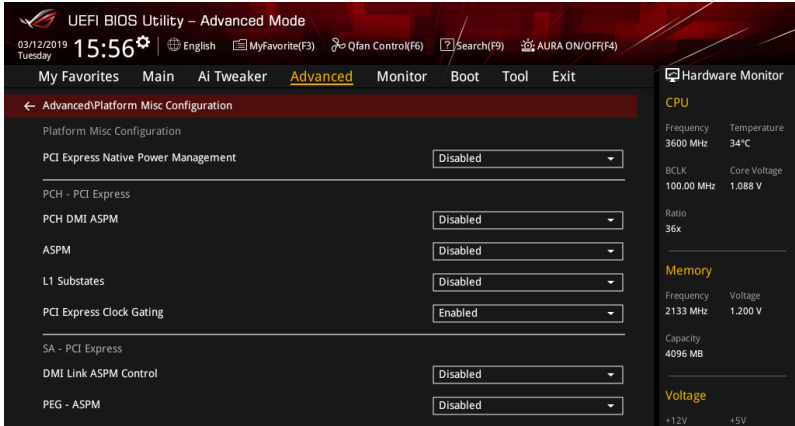 UEFI BIOS Utility – Advanced Mode
03/12/2019 Tuesday 15:56 English MyFavorite(F3) Qfan Control(F6) ? Search(F9) AURA ON/OFF(F4)
My Favorites Main Ai Tweaker Advanced Monitor Boot Tool Exit
← Advanced\Platform Misc Configuration
Platform Misc Configuration
PCI Express Native Power Management Disabled
PCH - PCI Express
PCH DMI ASPM Disabled
ASPM Disabled
L1 Substates Disabled
PCI Express Clock Gating Enabled
SA - PCI Express
DMI Link ASPM Control Disabled
PEG - ASPM Disabled
Hardware Monitor
CPU
Frequency Temperature
3600 MHz 34°C
BCLK Core Voltage
100.00 MHz 1.088 V
Ratio
36x
Memory
Frequency Voltage
2133 MHz 1.200 V
Capacity
4096 MB
Voltage
+12V +5V